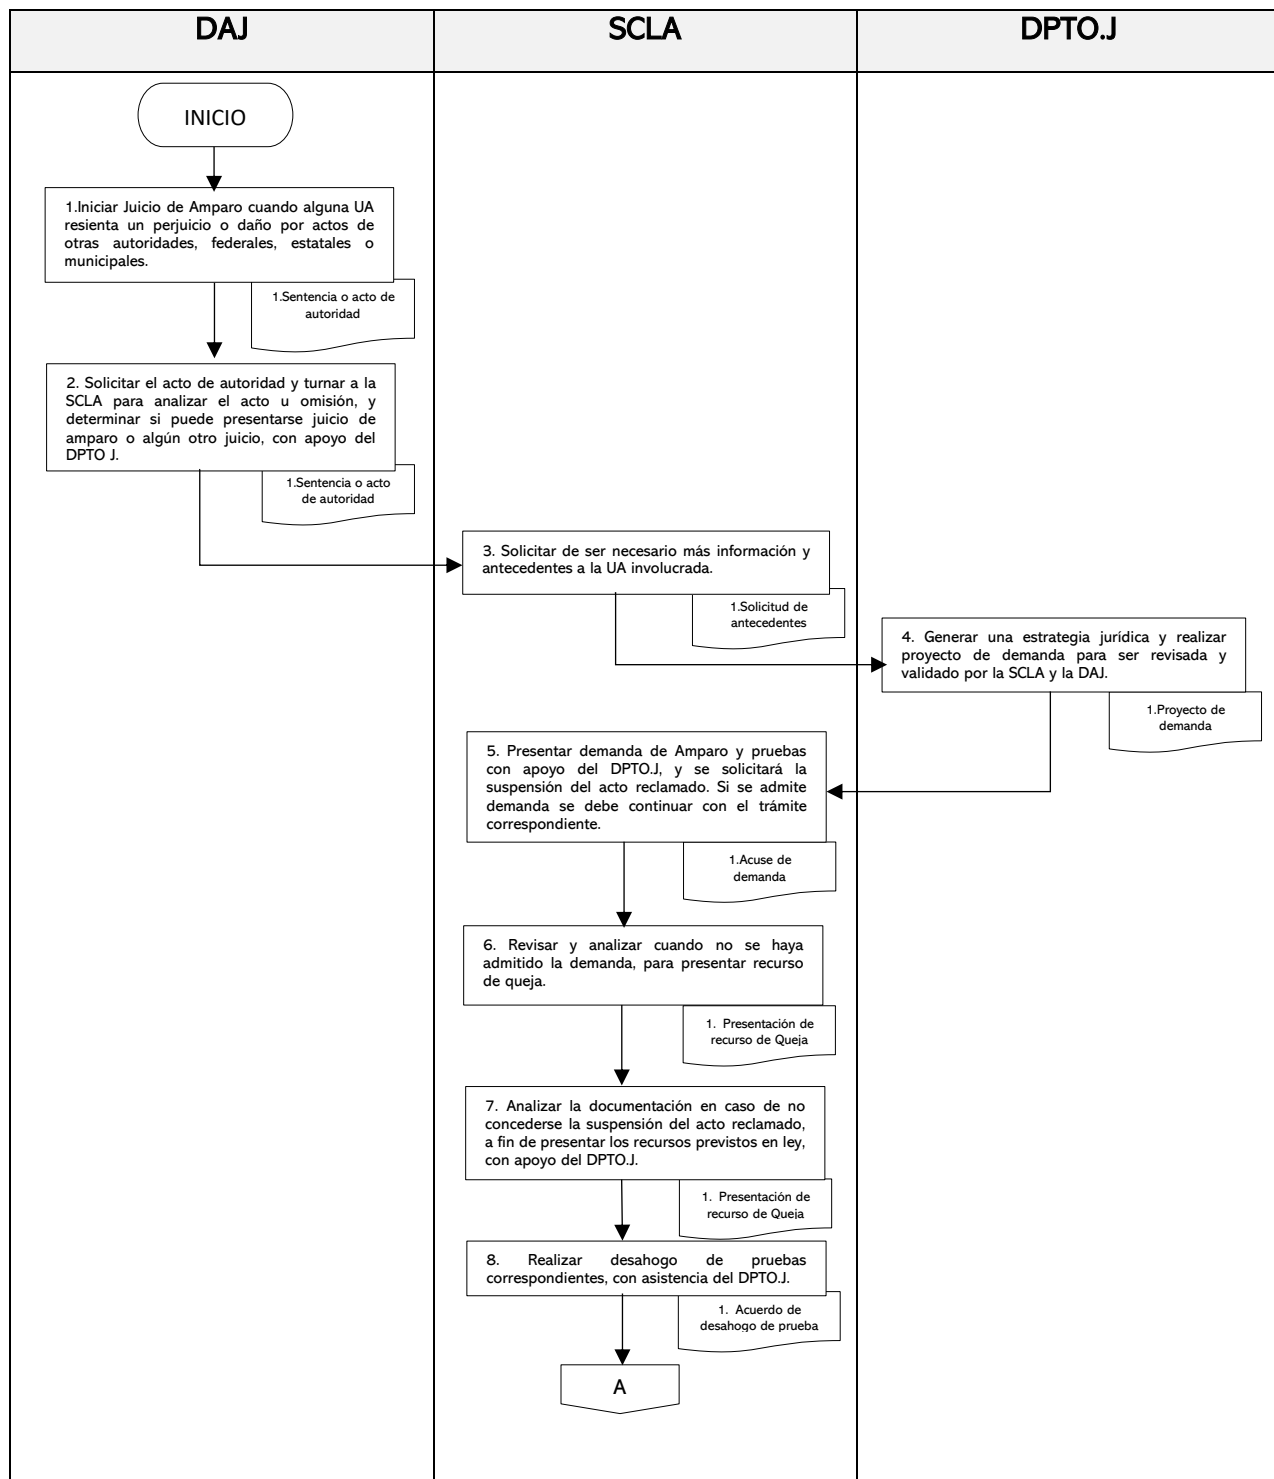 DAJ
SCLA
DPTO.J
INICIO
1.Iniciar Juicio de Amparo cuando alguna UA
resienta un perjuicio o daño por actos de
otras autoridades, federales, estatales o
municipales.
1.Sentencia o acto de
autoridad
2. Solicitar el acto de autoridad y turnar a la
SCLA para analizar el acto u omisión, y
determinar si puede presentarse juicio de
amparo o algún otro juicio, con apoyo del
DPTO J.
1.Sentencia o acto
de autoridad
3. Solicitar de ser necesario más información y
antecedentes a la UA involucrada.
1.Solicitud de
antecedentes
4. Generar una estrategia jurídica y realizar
proyecto de demanda para ser revisada y
validado por la SCLA y la DAJ.
1.Proyecto de
demanda
5. Presentar demanda de Amparo y pruebas
con apoyo del DPTO.J, y se solicitará la
suspensión del acto reclamado. Si se admite
demanda se debe continuar con el trámite
correspondiente.
1.Acuse de
demanda
6. Revisar y analizar cuando no se haya
admitido la demanda, para presentar recurso
de queja.
1. Presentación de
recurso de Queja
7. Analizar la documentación en caso de no
concederse la suspensión del acto reclamado,
a fin de presentar los recursos previstos en ley,
con apoyo del DPTO.J.
1. Presentación de
recurso de Queja
8. Realizar desahogo de pruebas
correspondientes, con asistencia del DPTO.J.
1. Acuerdo de
desahogo de prueba
A